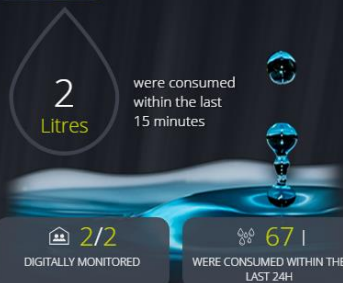 2
Litres
were consumed
within the last
15 minutes
2/2
DIGITALLY MONITORED
67 l
WERE CONSUMED WITHIN THE
LAST 24H